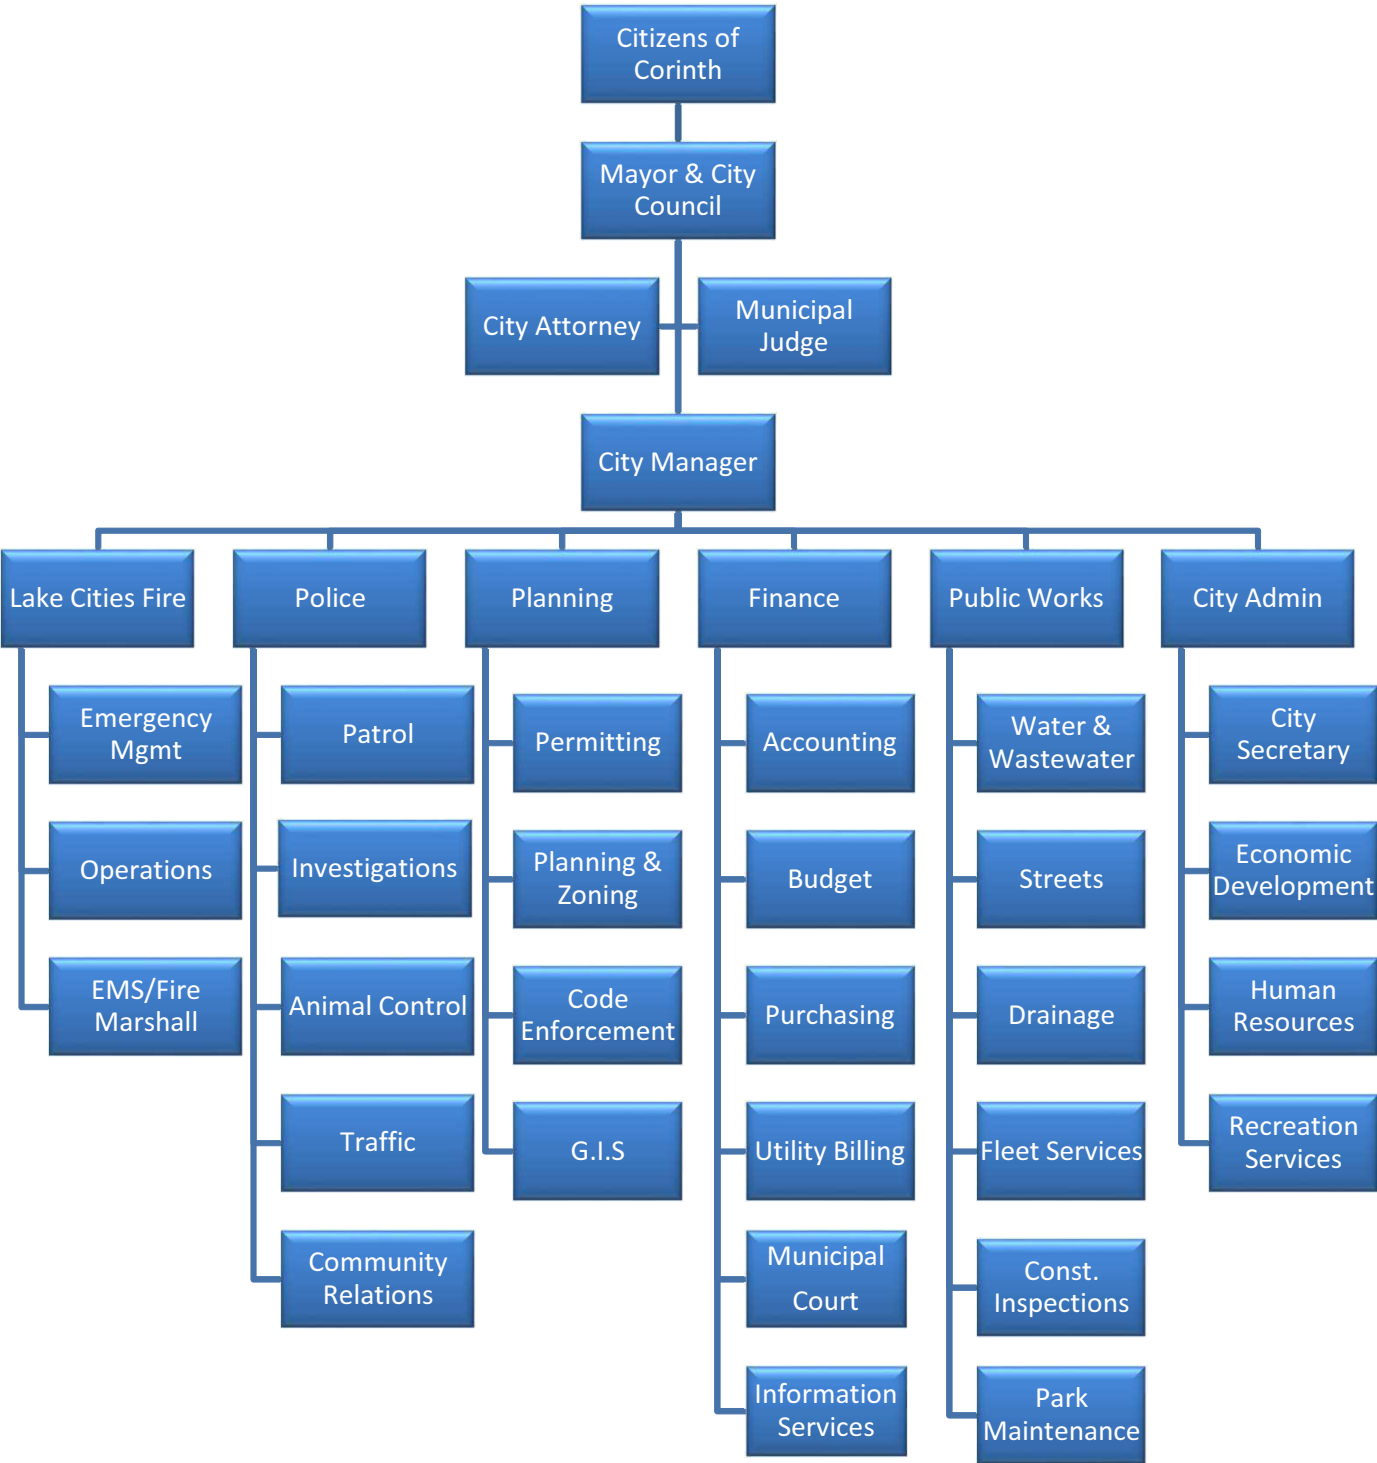 Citizens of
Corinth
Mayor & City
Council
City Attorney
Municipal
Judge
City Manager
Lake Cities Fire
Police
Planning
Finance
Public Works
City Admin
Emergency
Mgmt
Operations
EMS/Fire
Marshall
Patrol
Investigations
Animal Control
Traffic
Community
Relations
Permitting
Planning &
Zoning
Code
Enforcement
G.I.S
Accounting
Budget
Purchasing
Utility Billing
Municipal
Court
Information
Services
Water &
Wastewater
Streets
Drainage
Fleet Services
Const.
Inspections
Park
Maintenance
City
Secretary
Economic
Development
Human
Resources
Recreation
Services